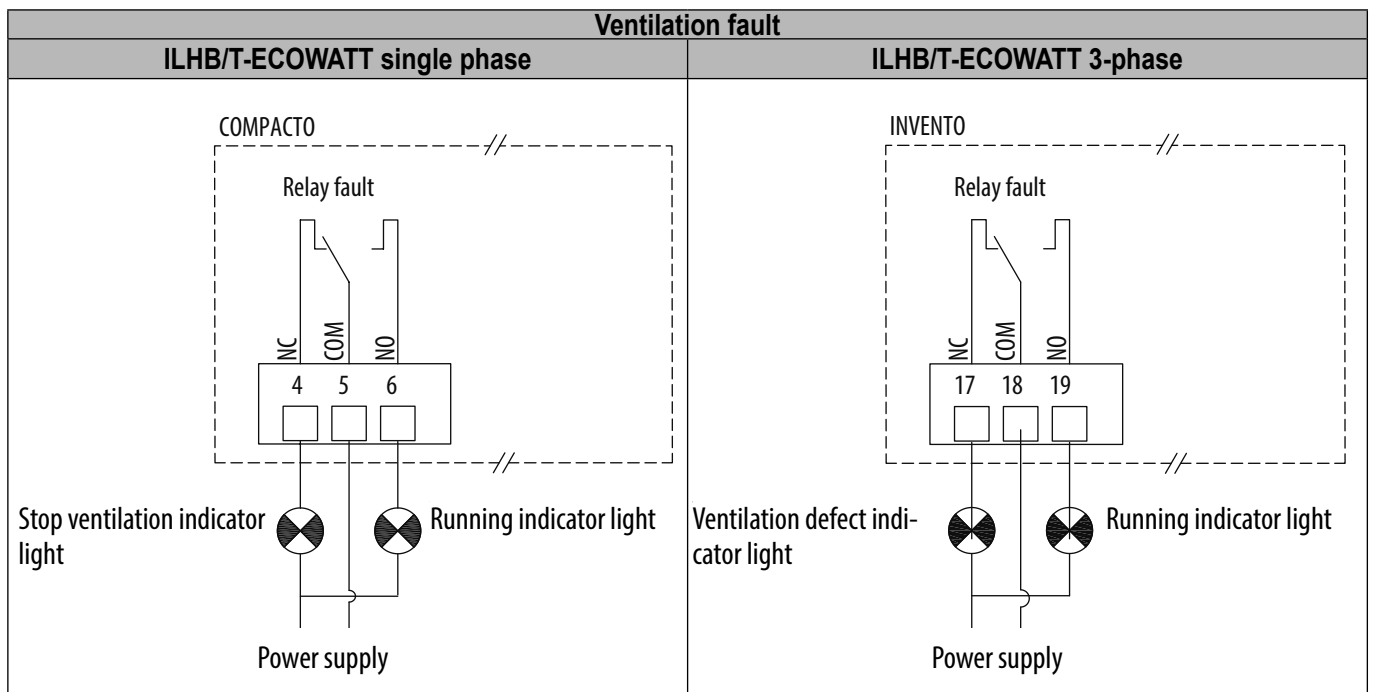 Ventilation fault
ILHB/T-ECOWATT single phase
ILHB/T-ECOWATT 3-phase
COMPACTO
Relay fault
NC
COM
NO
4 5 6
Stop ventilation indicator
light
Running indicator light
Power supply
INVENTO
Relay fault
NC
COM
NO
17 18 19
Ventilation defect indi-
cator light
Running indicator light
Power supply